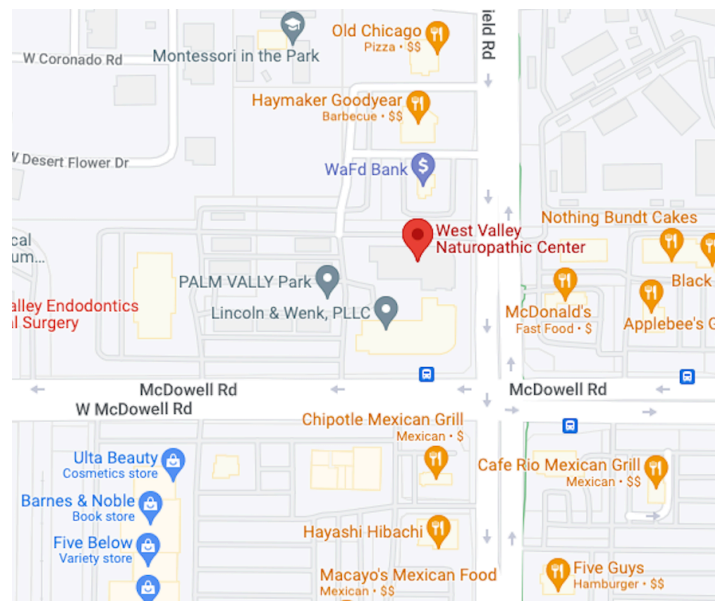 Old Chicago
Pizza • $$
ield Rd
Montessori in the Park
W Coronado Rd
Haymaker Goodyear
Barbecue • $$
W Desert Flower Dr
WaFd Bank
$
Nothing Bundt Cakes
West Valley
Naturopathic Center
cal
um...
PALM VALLY Park
Black
alley Endodontics
al Surgery
Lincoln & Wenk, PLLC
McDonald's
Fast Food • $
Applebee's G
McDowell Rd
McDowell Rd
W McDowell Rd
Chipotle Mexican Grill
Mexican • $
Ulta Beauty
Cosmetics store
Cafe Rio Mexican Grill
Mexican • $$
Barnes & Noble
Book store
Hayashi Hibachi
Five Below
Variety store
Macayo's Mexican Food
Mexican • $$
Five Guys
Hamburger • $$